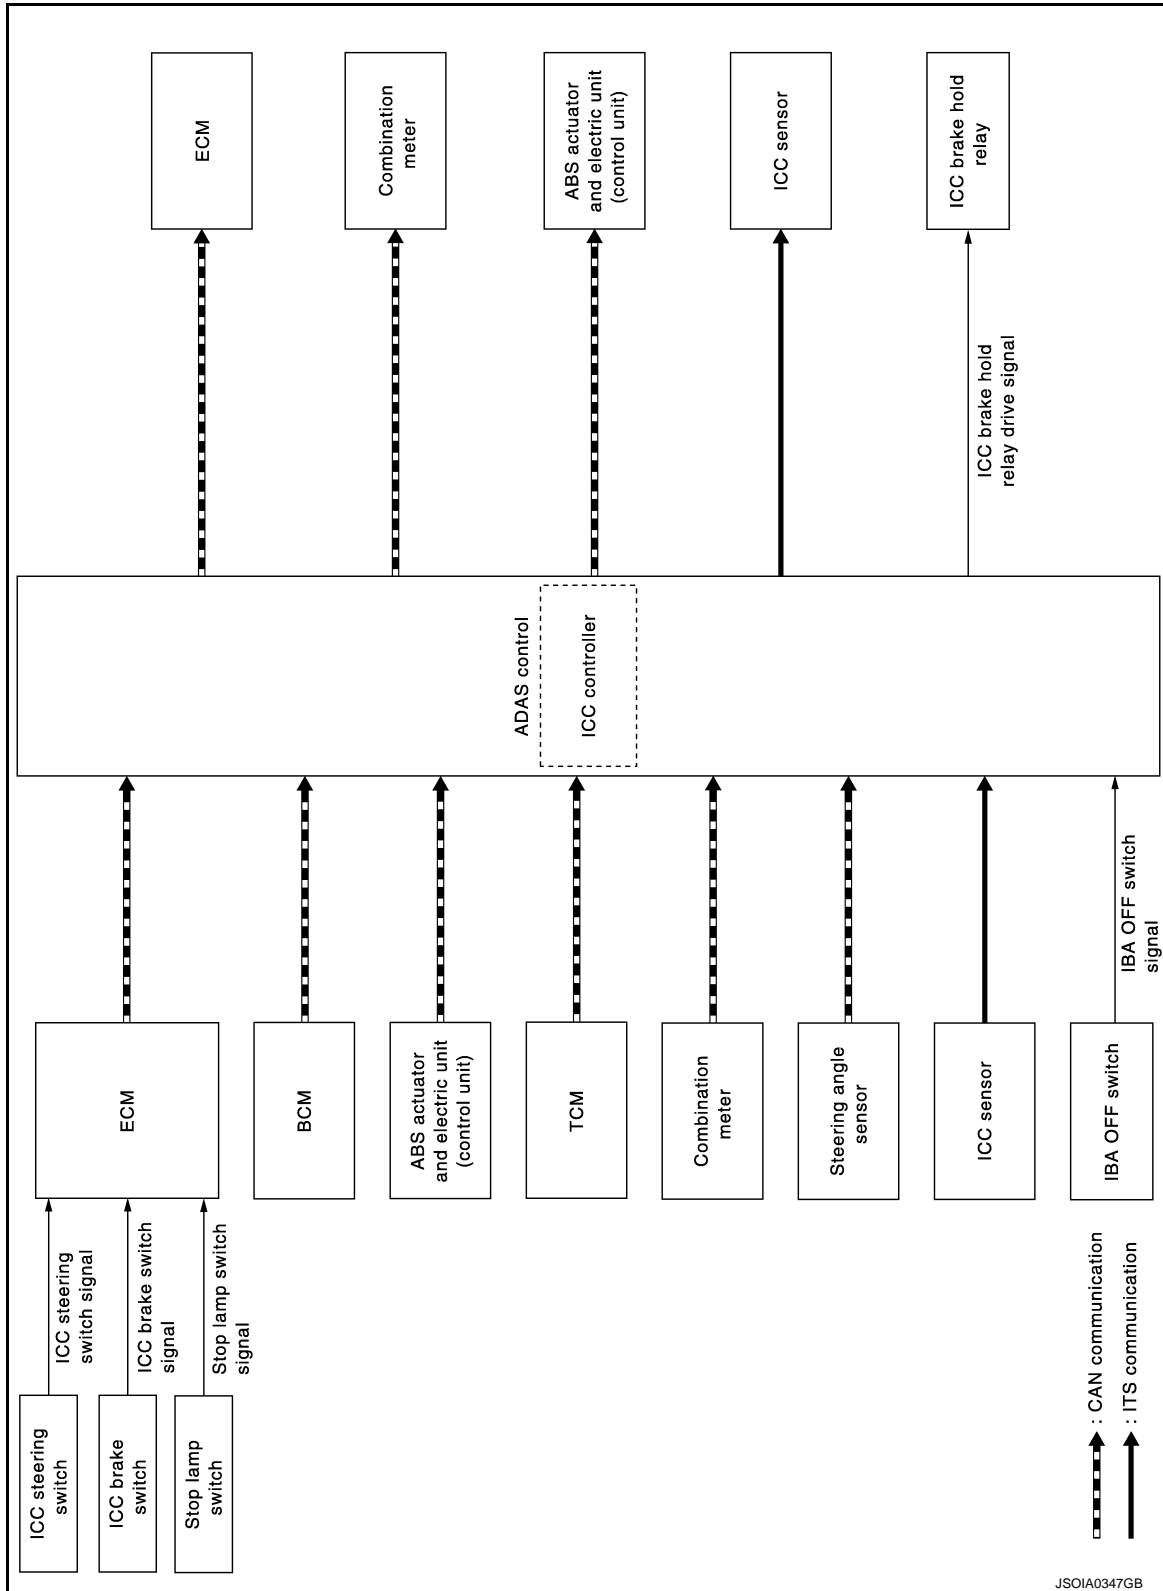 ICC steering
switch
ICC brake
switch
Stop lamp
switch
ICC steering
switch signal
ICC brake switch
signal
Stop lamp switch
signal
ECM
BCM
ABS actuator
and electric unit
(control unit)
TCM
Combination
meter
Steering angle
sensor
ICC sensor
IBA OFF switch
IBA OFF switch
signal
ADAS control
ICC controller
ECM
Combination
meter
ABS actuator
and electric unit
(control unit)
ICC sensor
ICC brake hold
relay drive signal
ICC brake hold
relay
: CAN communication
: ITS communication
JSOIA0347GB